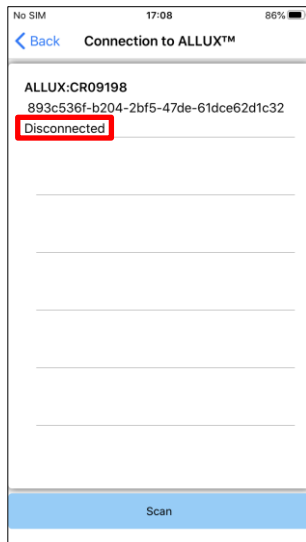 No SIM 17:08 86%
Back Connection to ALLUX™
ALLUX:CR09198
893c536f-b204-2bf5-47de-61dce62d1c32
Disconnected
Scan